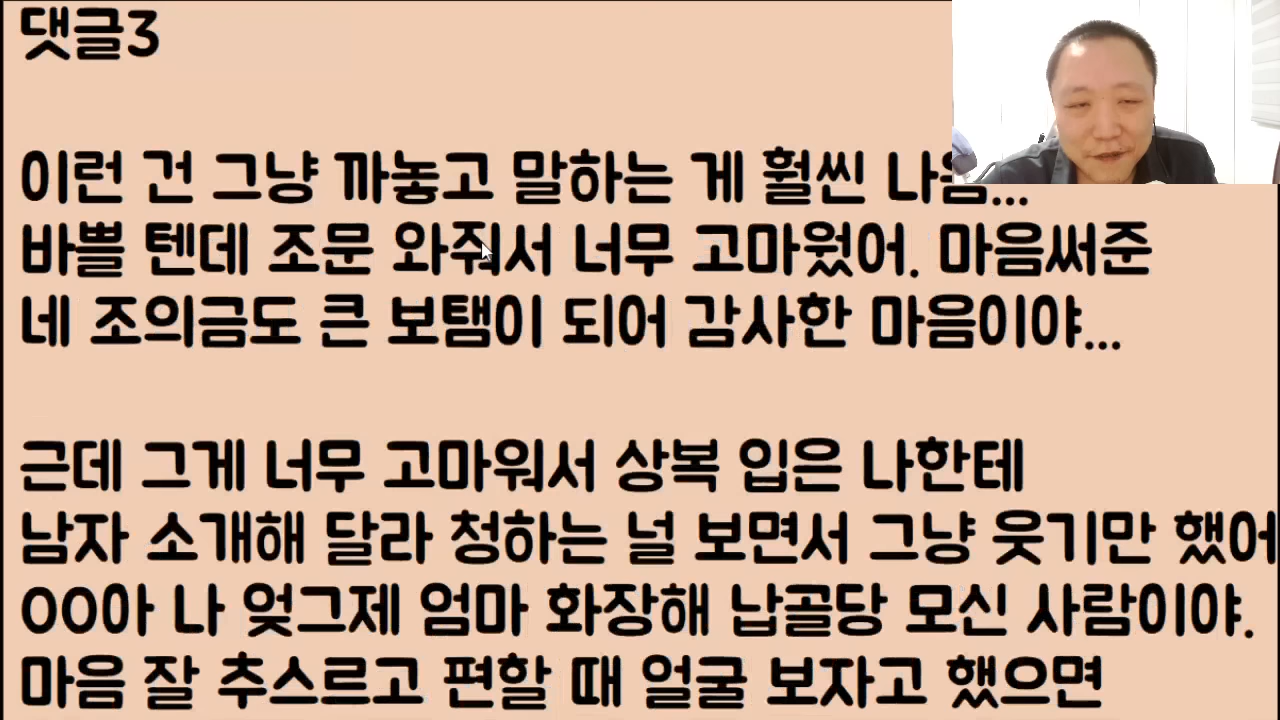 댓글3
이런 건 그냥 까놓고 말하는 게 훨씬 나음...
바쁠 텐데 조문 와줘서 너무 고마웠어. 마음써준
네 조의금도 큰 보탬이 되어 감사한 마음이야...
근데 그게 너무 고마워서 상복 입은 나한테
남자 소개해 달라 청하는 널 보면서 그냥 웃기만 했어
OO아 나 엊그제 엄마 화장해 납골당 모신 사람이야.
마음 잘 추스르고 편할 때 얼굴 보자고 했으면